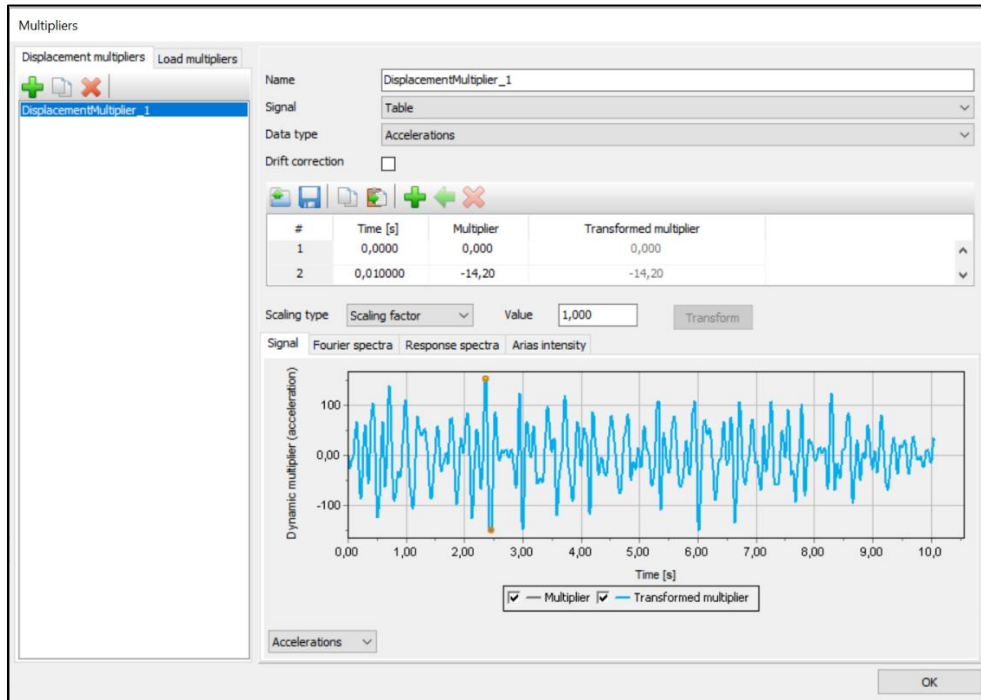 Multipliers
Displacement multipliers Load multipliers
DisplacementMultiplier_1
Name DisplacementMultiplier_1
Signal Table
Data type Accelerations
Drift correction
# Time [s] Multiplier Transformed multiplier
1 0,0000 0,000 0,000
2 0,010000 -14,20 -14,20
Scaling type Scaling factor Value 1,000 Transform
Signal Fourier spectra Response spectra Arias intensity
Dynamic multiplier (acceleration)
100
0,00
-100
0,00 1,00 2,00 3,00 4,00 5,00 6,00 7,00 8,00 9,00 10,0
Time [s]
Multiplier Transformed multiplier
Accelerations
OK